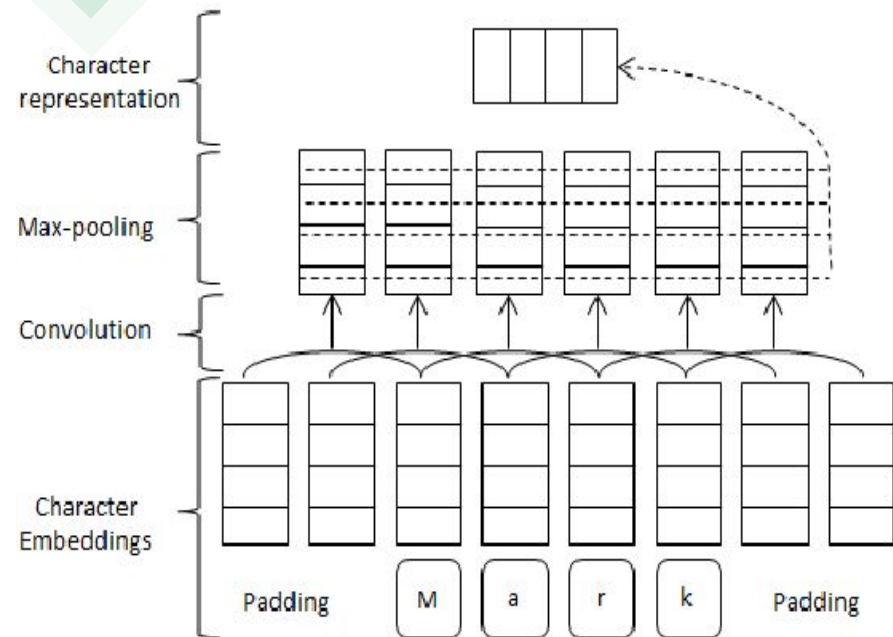 Character
representation
Max-pooling
Convolution
Character
Embeddings
Padding M a r k Padding